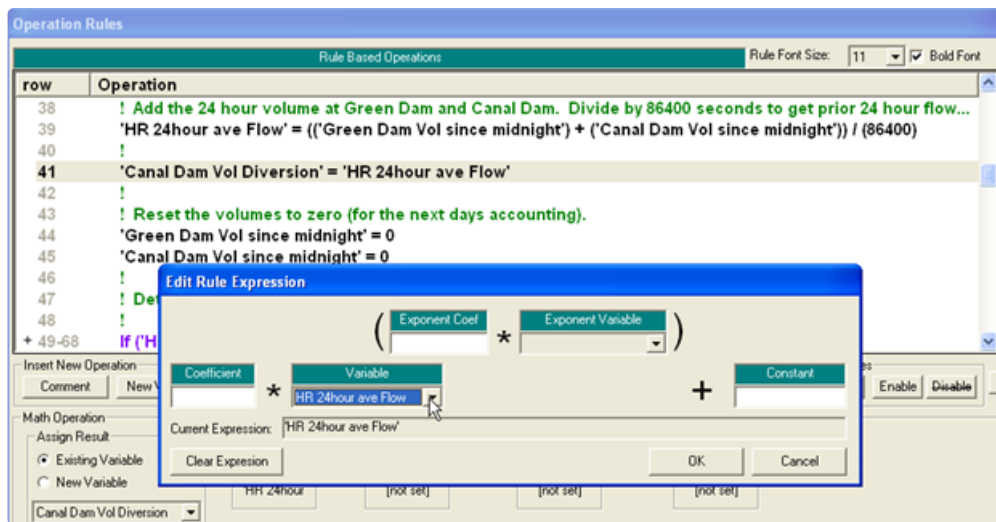 Operation Rules
Rule Based Operations Rule Font Size: 11 Bold Font
row Operation
38 ! Add the 24 hour volume at Green Dam and Canal Dam. Divide by 86400 seconds to get prior 24 hour flow...
39 'HR 24hour ave Flow' = (('Green Dam Vol since midnight') + ('Canal Dam Vol since midnight')) / (86400)
40 !
41 'Canal Dam Vol Diversion' = 'HR 24hour ave Flow'
42 !
43 ! Reset the volumes to zero (for the next days accounting).
44 'Green Dam Vol since midnight' = 0
45 'Canal Dam Vol since midnight' = 0
46 !
47 ! Det
48 !
+ 49-68 If ('H
Edit Rule Expression
( Exponent Coef * Exponent Variable )
Coefficient * Variable + Constant
HR 24hour ave Flow
Current Expression: 'HR 24hour ave Flow'
Clear Expresion OK Cancel
Insert New Operation
Comment New V Enable Disable
Math Operation
Assign Result
Existing Variable
New Variable
Canal Dam Vol Diversion
'HR 24hour [not set] [not set] [not set]